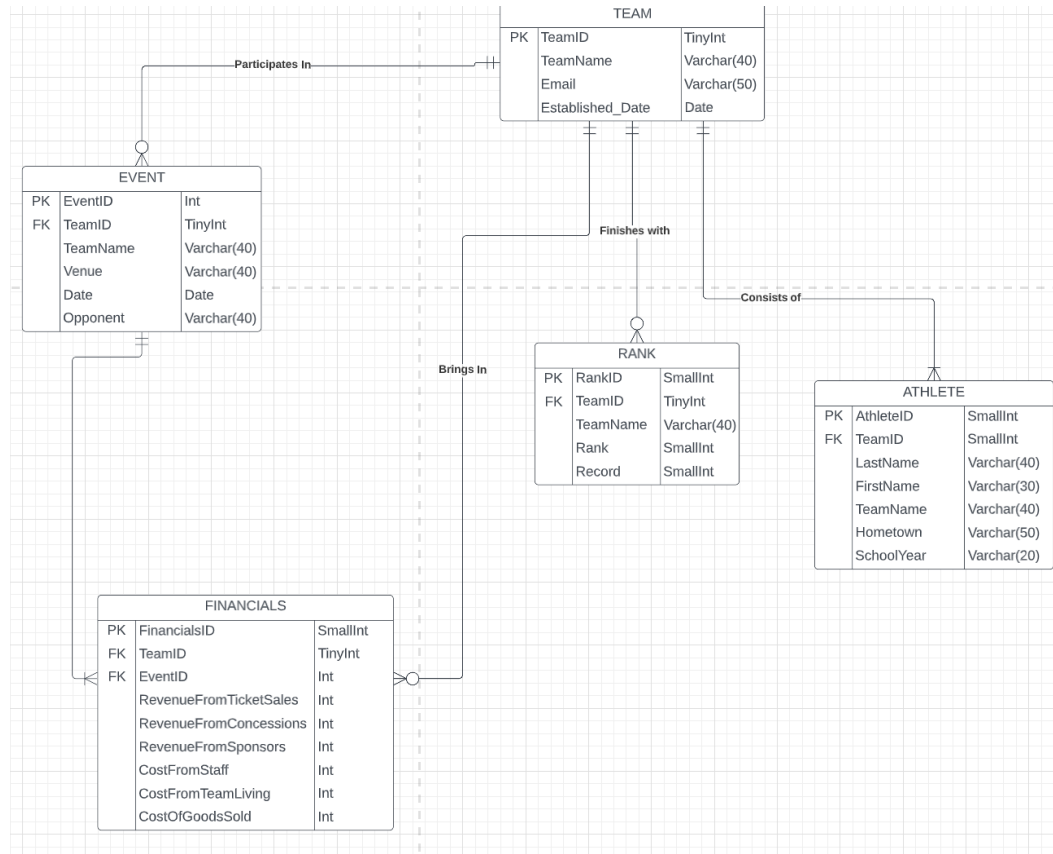 TEAM
PK TeamID TinyInt
TeamName Varchar(40)
Email Varchar(50)
Established_Date Date
Participates In
EVENT
PK EventID Int
FK TeamID TinyInt
TeamName Varchar(40)
Venue Varchar(40)
Date Date
Opponent Varchar(40)
Finishes with
Consists of
Brings In
RANK
PK RankID SmallInt
FK TeamID TinyInt
TeamName Varchar(40)
Rank SmallInt
Record SmallInt
ATHLETE
PK AthleteID SmallInt
FK TeamID SmallInt
LastName Varchar(40)
FirstName Varchar(30)
TeamName Varchar(40)
Hometown Varchar(50)
SchoolYear Varchar(20)
FINANCIALS
PK FinancialsID SmallInt
FK TeamID TinyInt
FK EventID Int
RevenueFromTicketSales Int
RevenueFromConcessions Int
RevenueFromSponsors Int
CostFromStaff Int
CostFromTeamLiving Int
CostOfGoodsSold Int